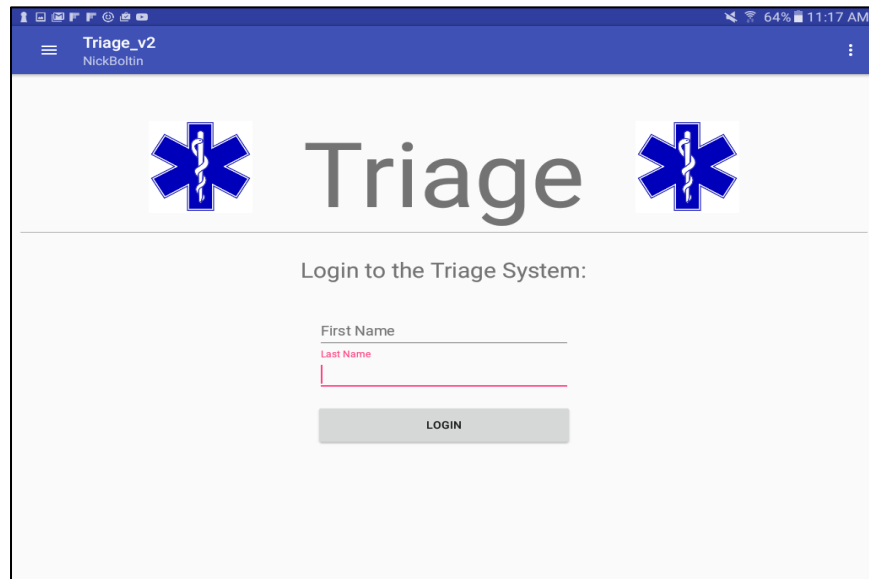 64% 11:17 AM
Triage_v2
NickBoltin
Triage
Login to the Triage System:
First Name
Last Name
LOGIN